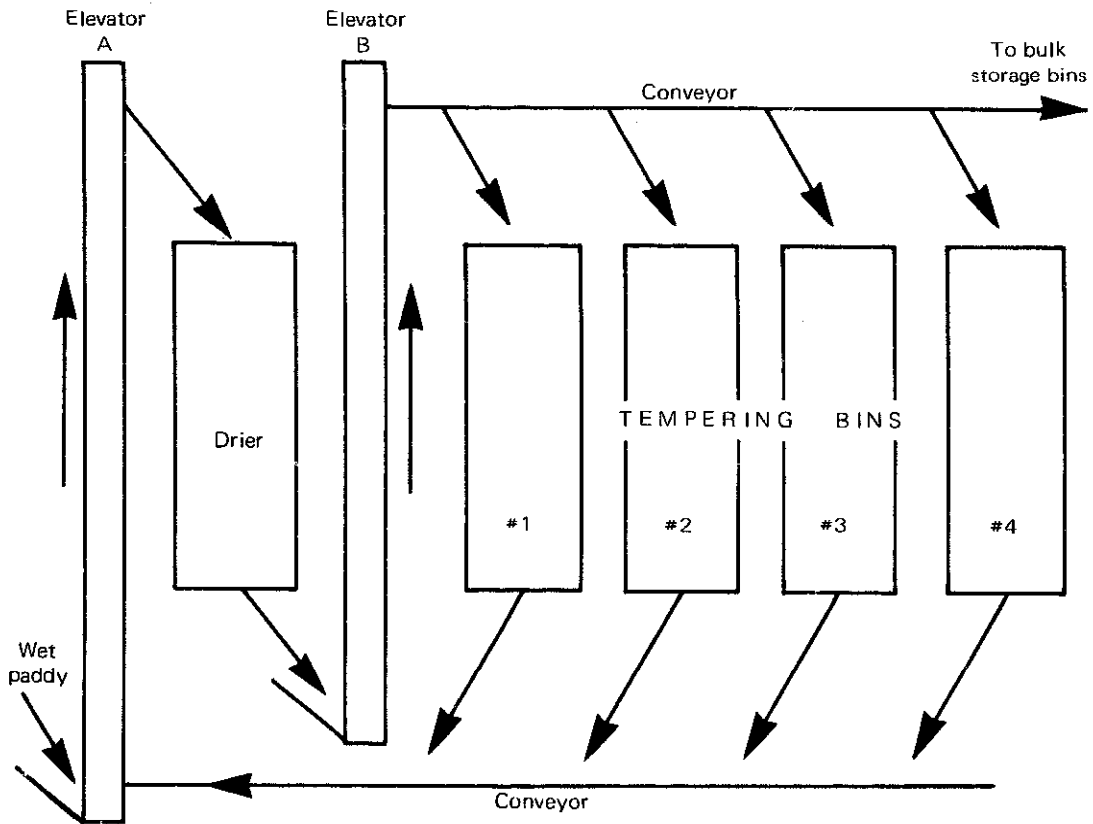 Elevator
A
Elevator
B
To bulk
storage bins
Conveyor
TEMPERING BINS
Drier
#1
#2
#3
#4
Wet
paddy
Conveyor